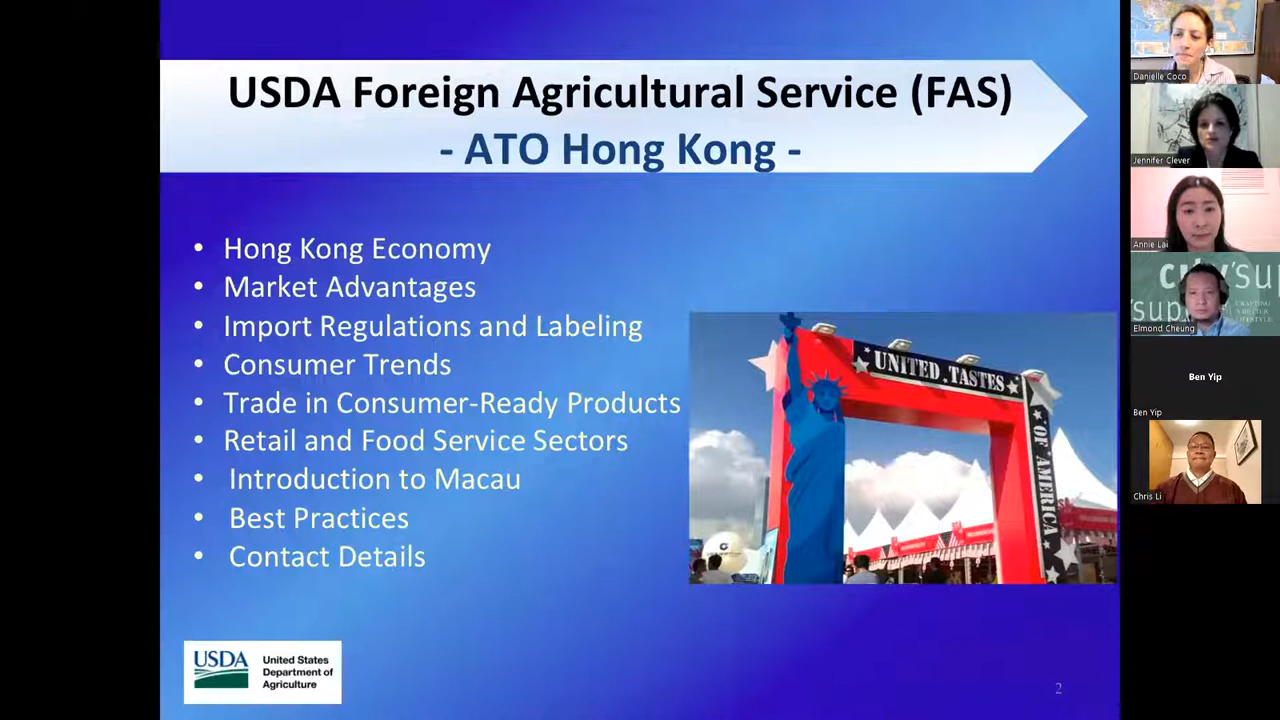 USDA Foreign Agricultural Service (FAS)
- ATO Hong Kong -
• Hong Kong Economy
• Market Advantages
• Import Regulations and Labeling
• Consumer Trends
• Trade in Consumer-Ready Products
• Retail and Food Service Sectors
• Introduction to Macau
• Best Practices
• Contact Details
UNITED TASTES
OF AMERICA
USDA
United States
Department of
Agriculture
2
Danielle Coco
Jennifer Clever
Annie Lai
Elmond Cheung
Ben Yip
Ben Yip
Chris Li